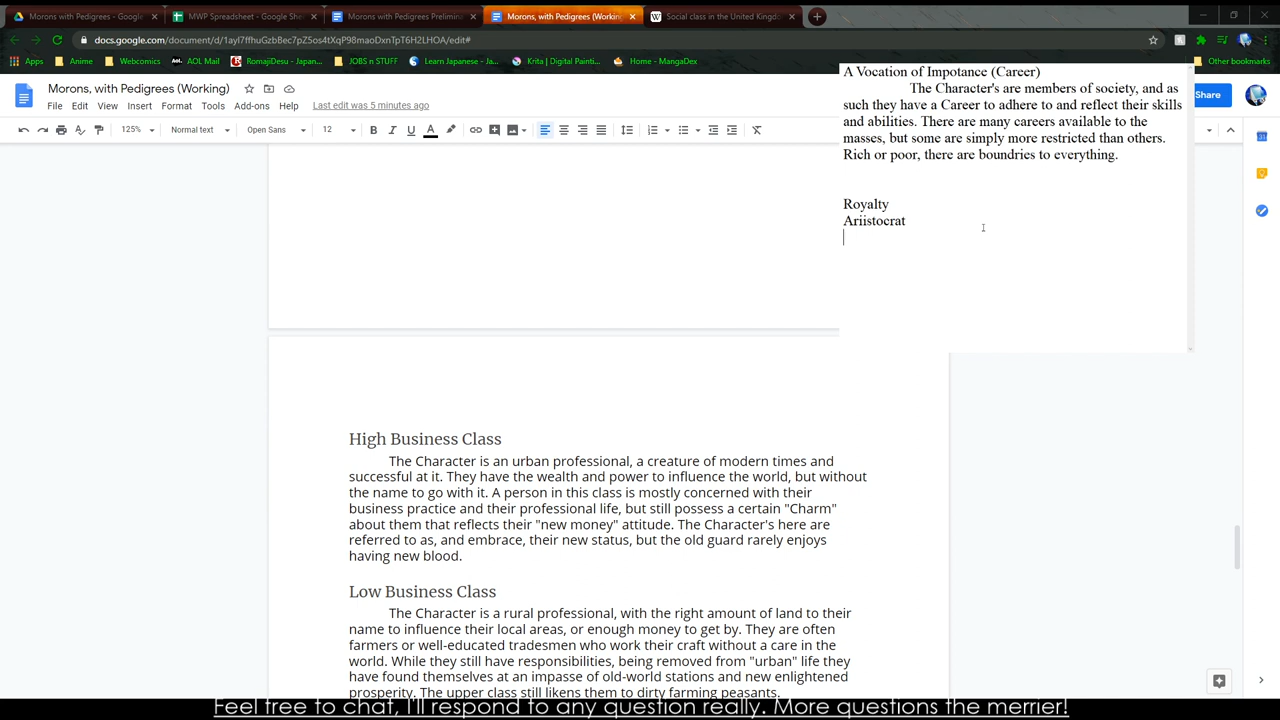 Morons with Pedigrees - Google
MWP Spreadsheet - Google She
Morons with Pedigrees Prelimina
Morons, with Pedigrees (Workin
Social class in the United Kingdo
docs.google.com/document/d/1ayl7ffhuGzbBec7pZ5os4tXqP98maoDxnTpT6H2LHOA/edit#
Apps
Anime
Webcomics
AOL Mail
RomajiDesu - Japan...
JOBS n STUFF
Learn Japanese - Ja...
Krita | Digital Painti...
Home - MangaDex
Other bookmarks
Morons, with Pedigrees (Working)
File Edit View Insert Format Tools Add-ons Help Last edit was 5 minutes ago
Share
125% Normal text Open Sans 12 B I U A
A Vocation of Impotance (Career)
The Character's are members of society, and as
such they have a Career to adhere to and reflect their skills
and abilities. There are many careers available to the
masses, but some are simply more restricted than others.
Rich or poor, there are boundries to everything.
Royalty
Ariistocrat
High Business Class
The Character is an urban professional, a creature of modern times and
successful at it. They have the wealth and power to influence the world, but without
the name to go with it. A person in this class is mostly concerned with their
business practice and their professional life, but still possess a certain "Charm"
about them that reflects their "new money" attitude. The Character's here are
referred to as, and embrace, their new status, but the old guard rarely enjoys
having new blood.
Low Business Class
The Character is a rural professional, with the right amount of land to their
name to influence their local areas, or enough money to get by. They are often
farmers or well-educated tradesmen who work their craft without a care in the
world. While they still have responsibilities, being removed from "urban" life they
have found themselves at an impasse of old-world stations and new enlightened
prosperity. The upper class still likens them to dirty farming peasants.
Feel free to chat, I'll respond to any question really. More questions the merrier!